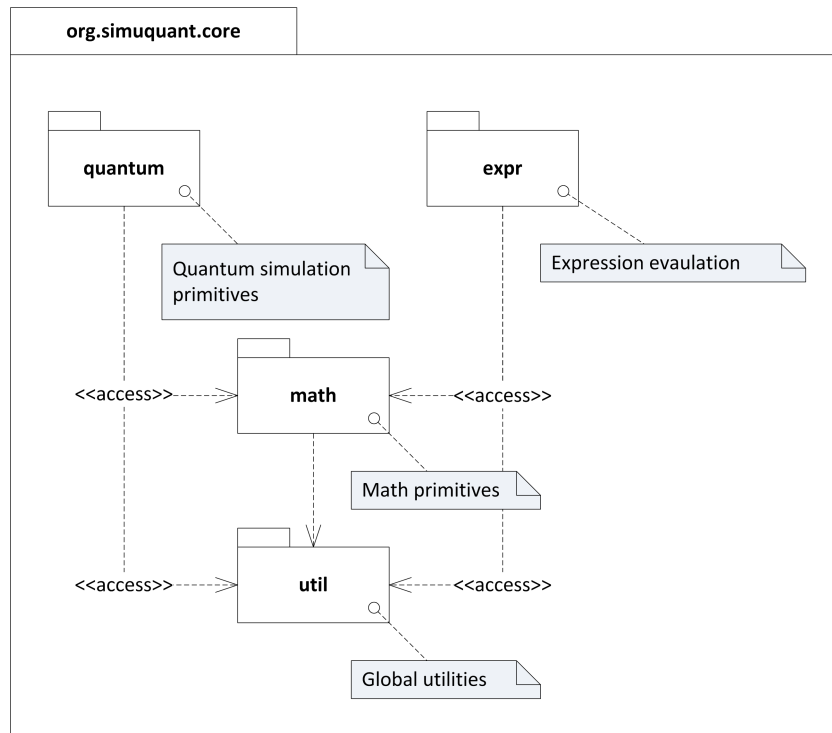 org.simuquant.core
quantum
expr
Quantum simulation
primitives
Expression evaulation
<<access>>
math
<<access>>
Math primitives
<<access>>
util
<<access>>
Global utilities